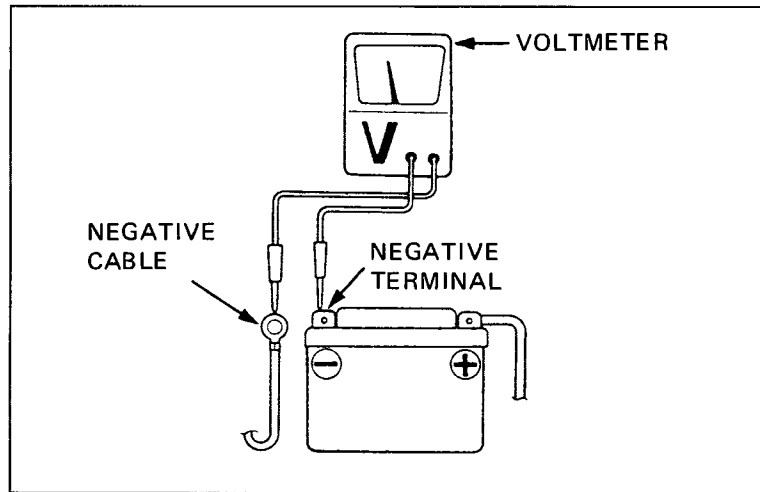 VOLTMETER
V
NEGATIVE
CABLE
NEGATIVE
TERMINAL
− +